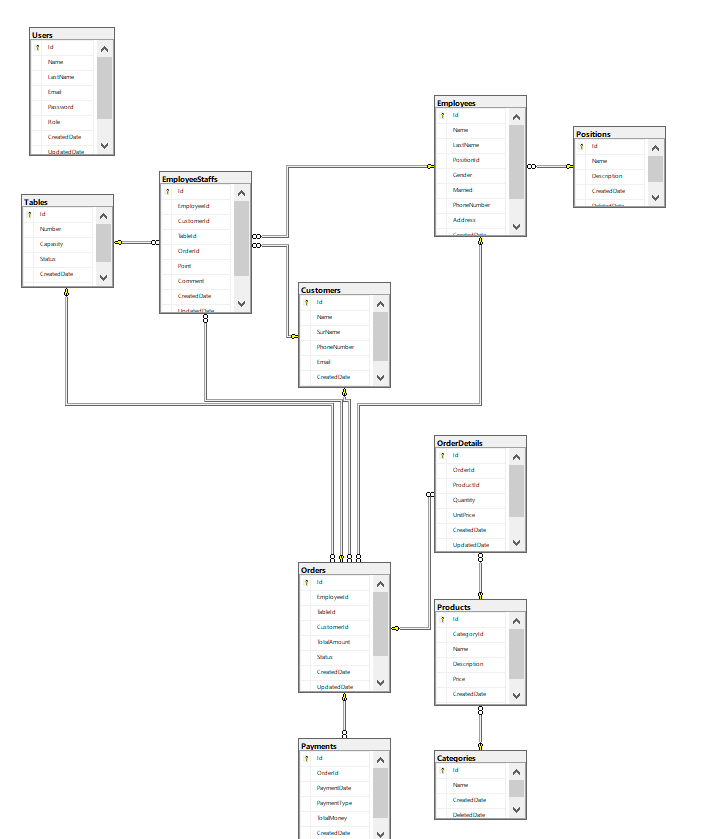 Users
Id
Name
LastName
Email
Password
Role
CreatedDate
UpdatedDate
Tables
Id
Number
Capasity
Status
CreatedDate
EmployeeStaffs
Id
EmployeeId
CustomerId
TableId
OrderId
Point
Comment
CreatedDate
UpdatedDate
Customers
Id
Name
SurName
PhoneNumber
Email
CreatedDate
Employees
Id
Name
LastName
PositionId
Gender
Married
PhoneNumber
Address
CreatedDate
Positions
Id
Name
Description
CreatedDate
DeletedDate
OrderDetails
Id
OrderId
ProductId
Quantity
UnitPrice
CreatedDate
UpdatedDate
Orders
Id
EmployeeId
TableId
CustomerId
TotalAmount
Status
CreatedDate
UpdatedDate
Products
Id
CategoryId
Name
Description
Price
CreatedDate
Payments
Id
OrderId
PaymentDate
PaymentType
TotalMoney
CreatedDate
Categories
Id
Name
CreatedDate
DeletedDate